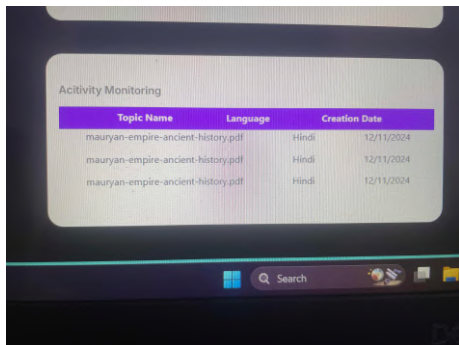 Acitivity Monitoring
Topic Name Language Creation Date
mauryan-empire-ancient-history.pdf Hindi 12/11/2024
mauryan-empire-ancient-history.pdf Hindi 12/11/2024
mauryan-empire-ancient-history.pdf Hindi 12/11/2024
Search